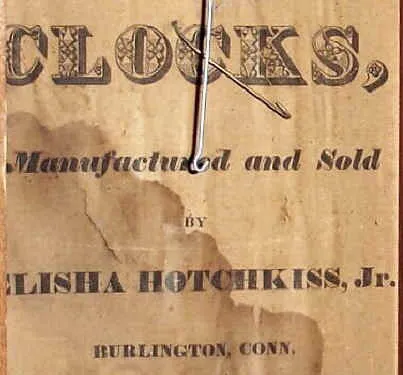 CLOCKS,
Manufactured and Sold
BY
ELISHA HOTCHKISS, Jr.
BURLINGTON, CONN.